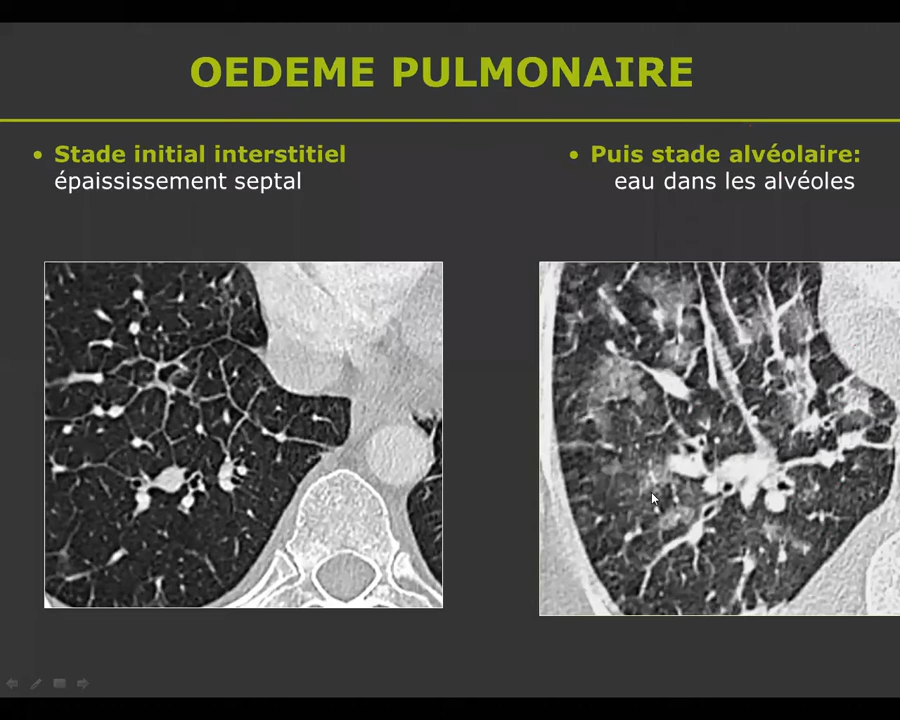 OEDEME PULMONAIRE
• Stade initial interstitiel
épaississement septal
• Puis stade alvéolaire:
eau dans les alvéoles